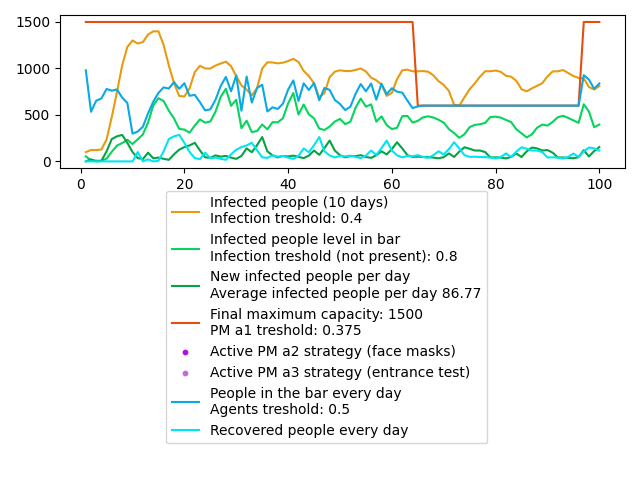 1500
1000
500
0
0 20 40 60 80 100
Infected people (10 days)
Infection treshold: 0.4
Infected people level in bar
Infection treshold (not present): 0.8
New infected people per day
Average infected people per day 86.77
Final maximum capacity: 1500
PM a1 treshold: 0.375
Active PM a2 strategy (face masks)
Active PM a3 strategy (entrance test)
People in the bar every day
Agents treshold: 0.5
Recovered people every day